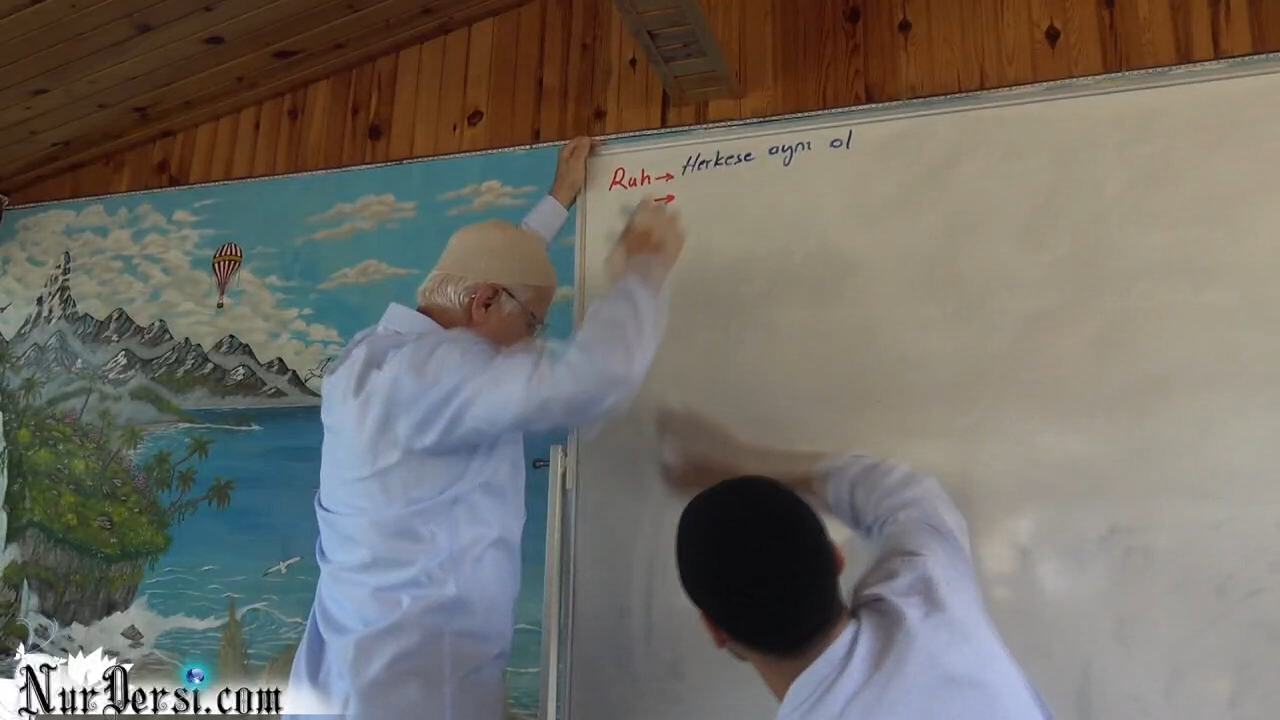 Ruh → Herkese aynı ol
→
NurDersi.com